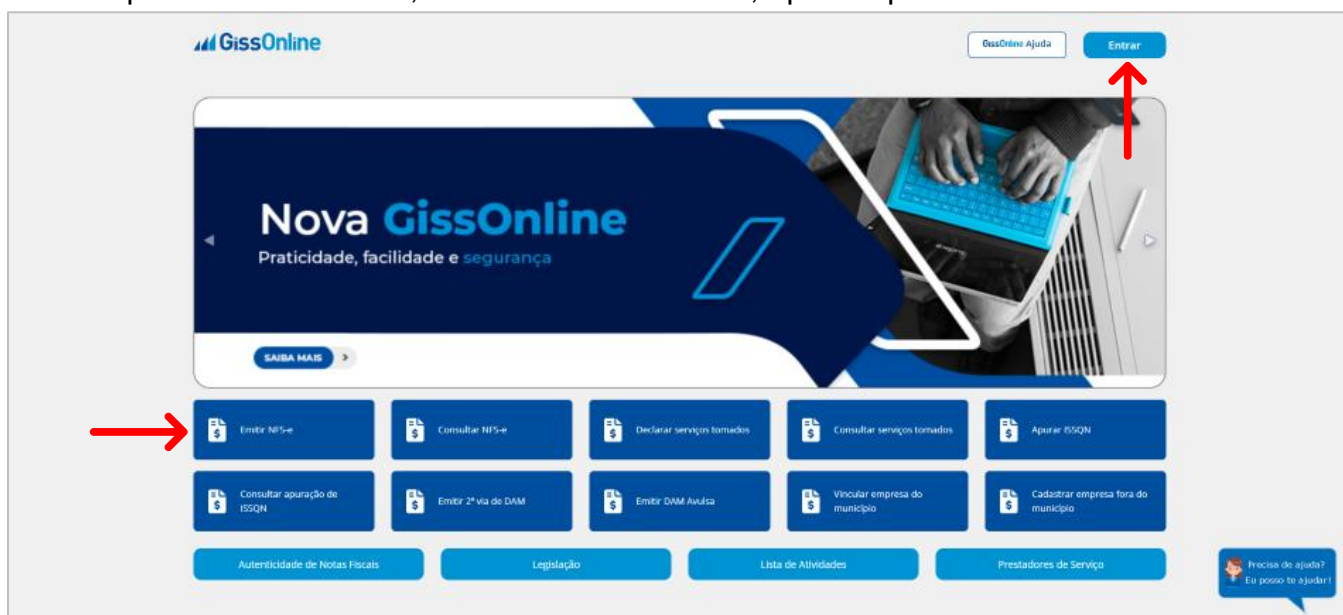 GissOnline
GissOnline Ajuda
Entrar
Nova GissOnline
Praticidade, facilidade e segurança
SAIBA MAIS
Emitir NFS-e
Consultar NFS-e
Declarar serviços tomados
Consultar serviços tomados
Apurar ISSQN
Consultar apuração de
ISSQN
Emitir 2ª via de DAM
Emitir DAM Avulsa
Vincular empresa do
município
Cadastrar empresa fora do
município
Autenticidade de Notas Fiscais
Legislação
Lista de Atividades
Prestadores de Serviço
Precisa de ajuda?
Eu posso te ajudar!